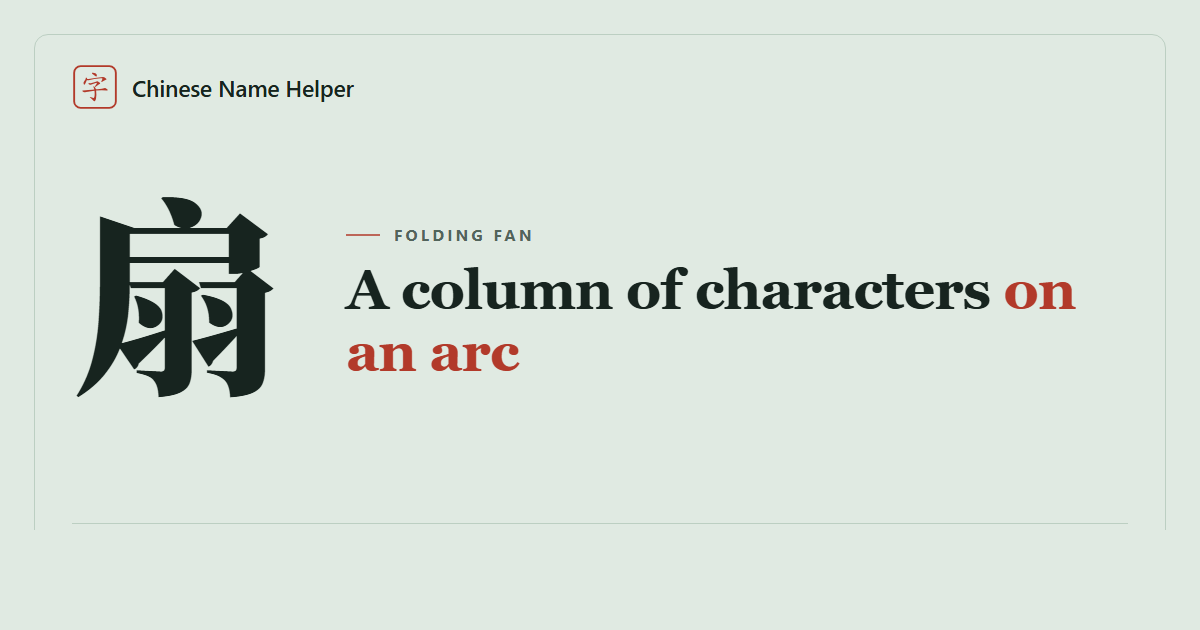 字 Chinese Name Helper
扇
FOLDING FAN
A column of characters on
an arc